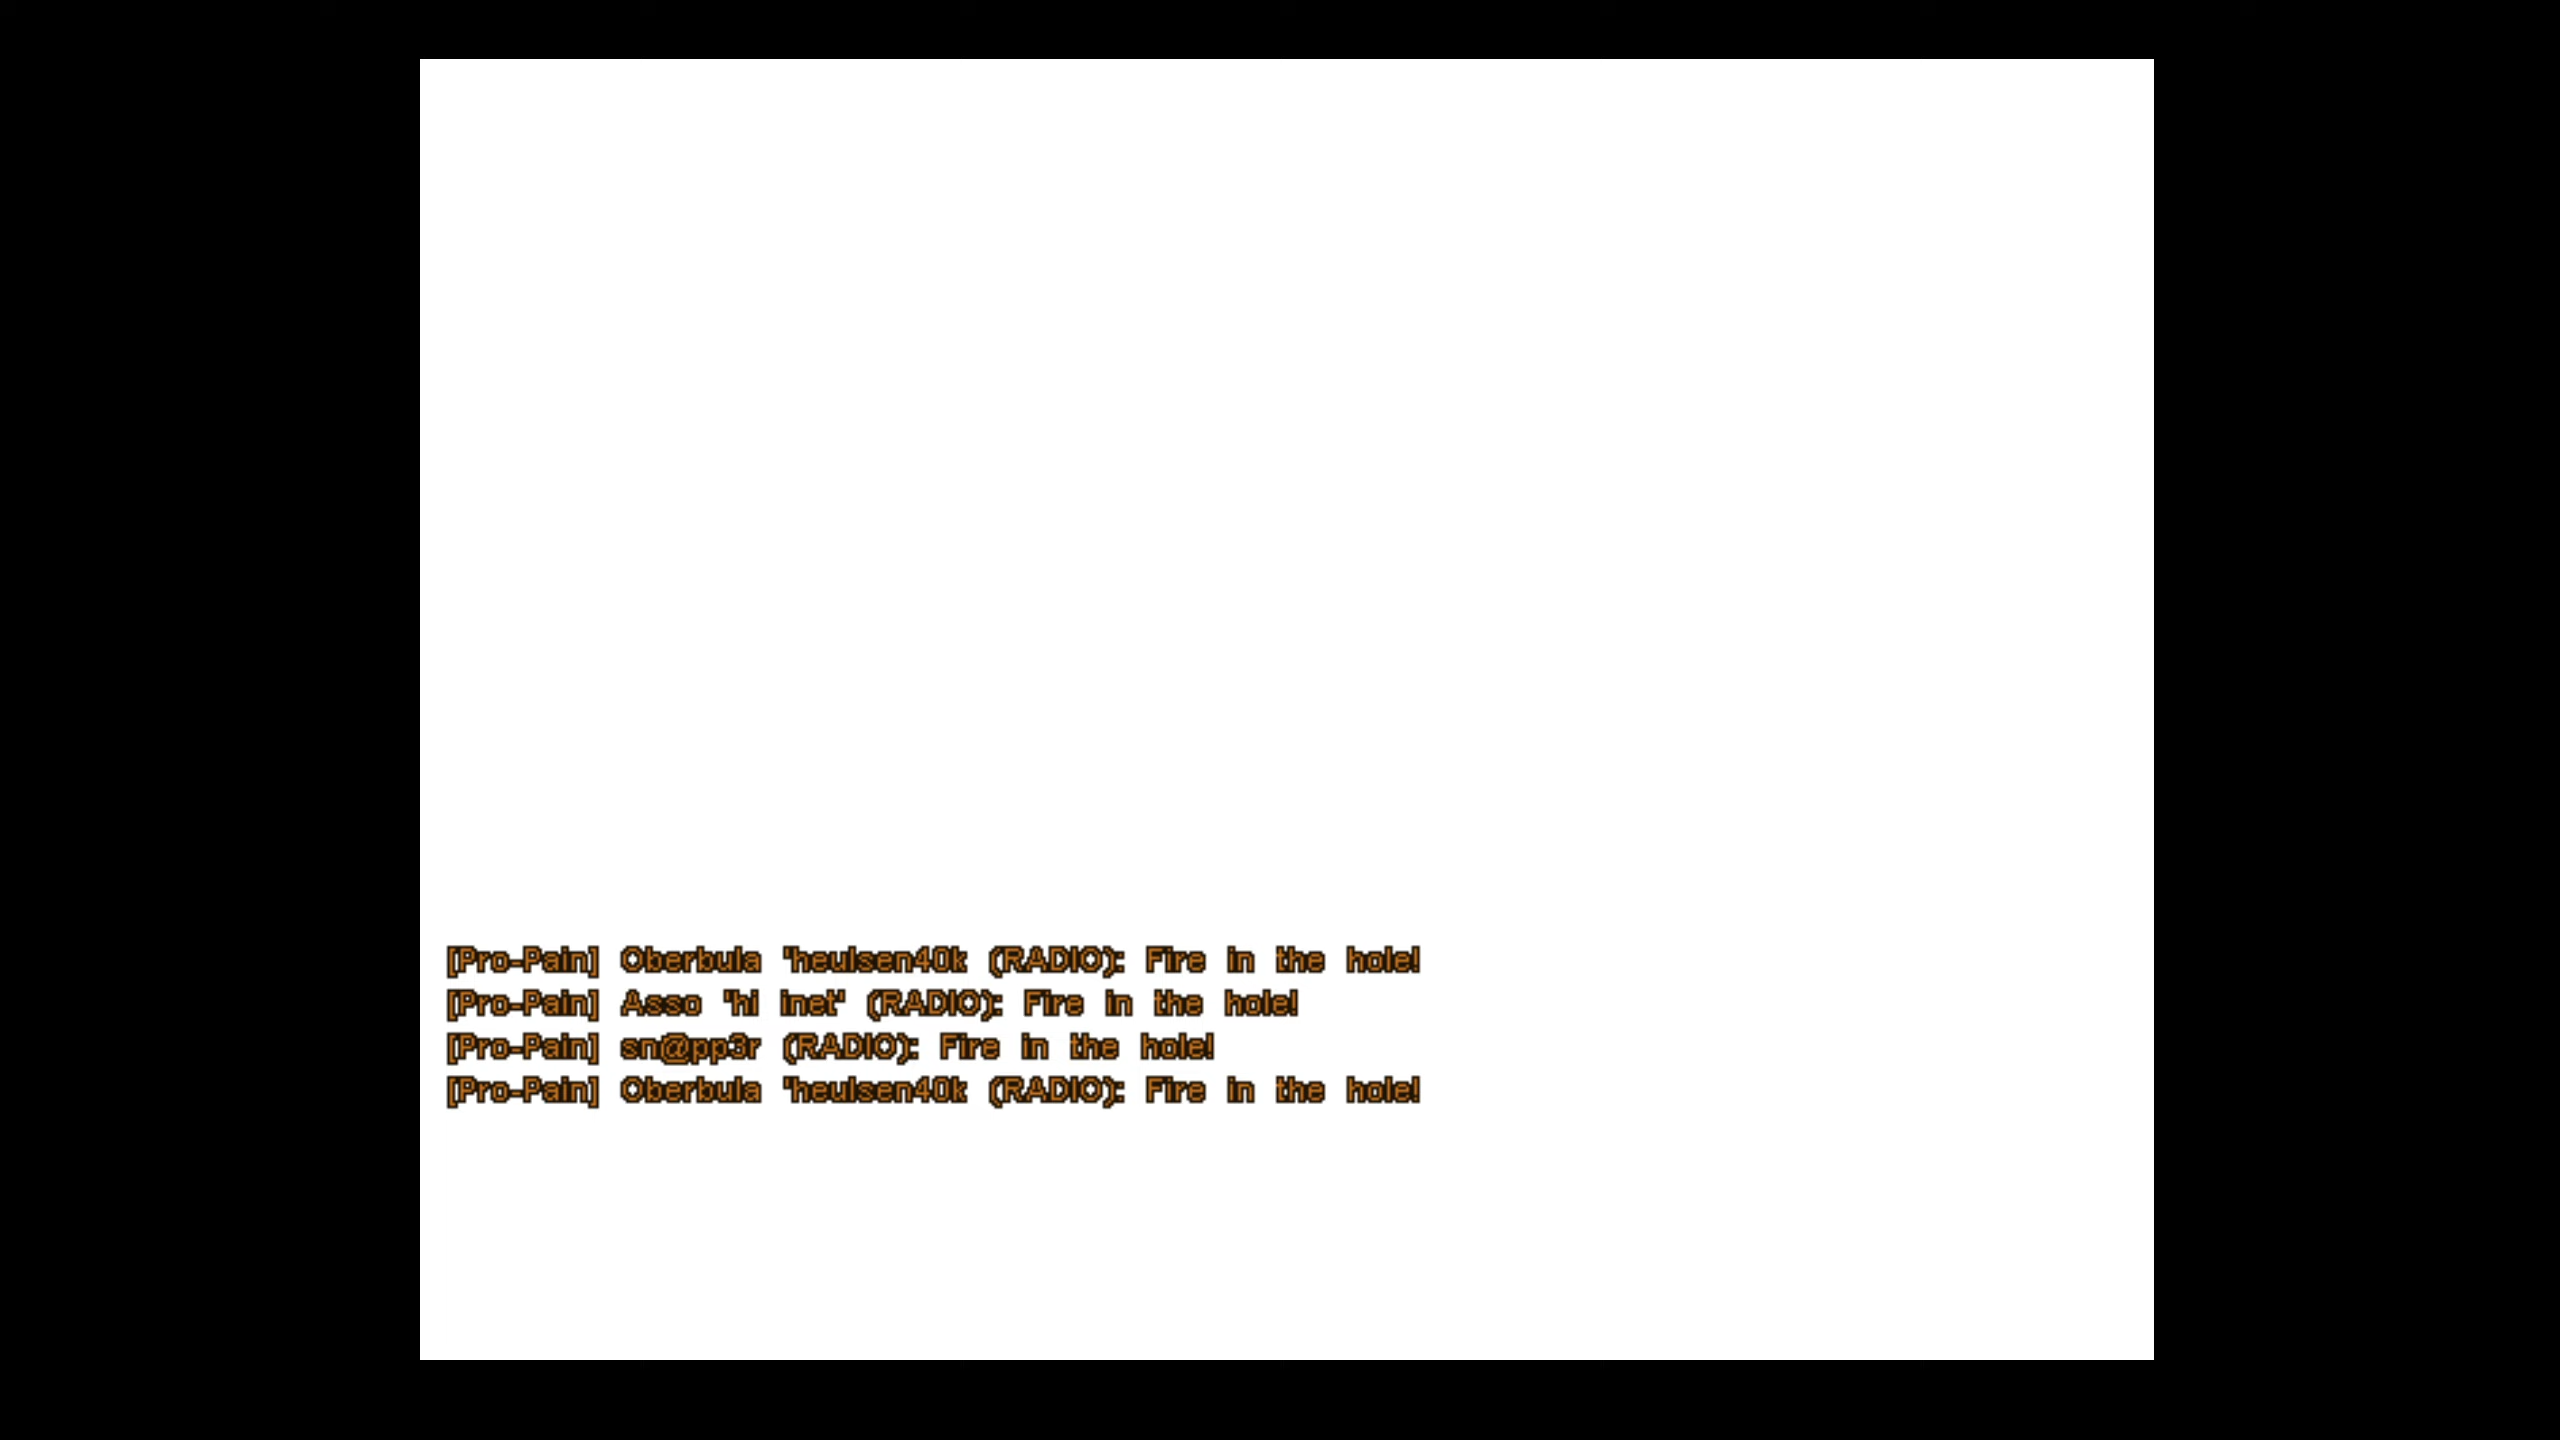 [Pro-Pain] Oberbula 'heulsen40k (RADIO): Fire in the hole!
[Pro-Pain] Asso 'hi inet' (RADIO): Fire in the hole!
[Pro-Pain] sn@pp3r (RADIO): Fire in the hole!
[Pro-Pain] Oberbula 'heulsen40k (RADIO): Fire in the hole!